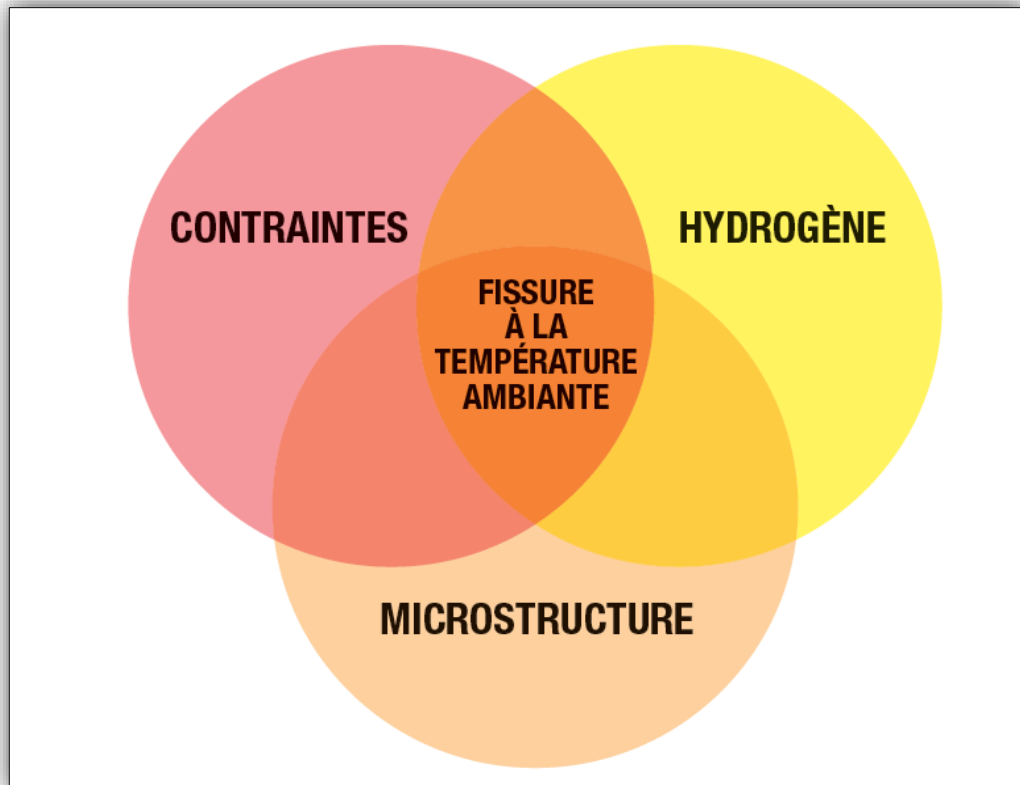 CONTRAINTES
HYDROGÈNE
FISSURE
À LA
TEMPÉRATURE
AMBIANTE
MICROSTRUCTURE